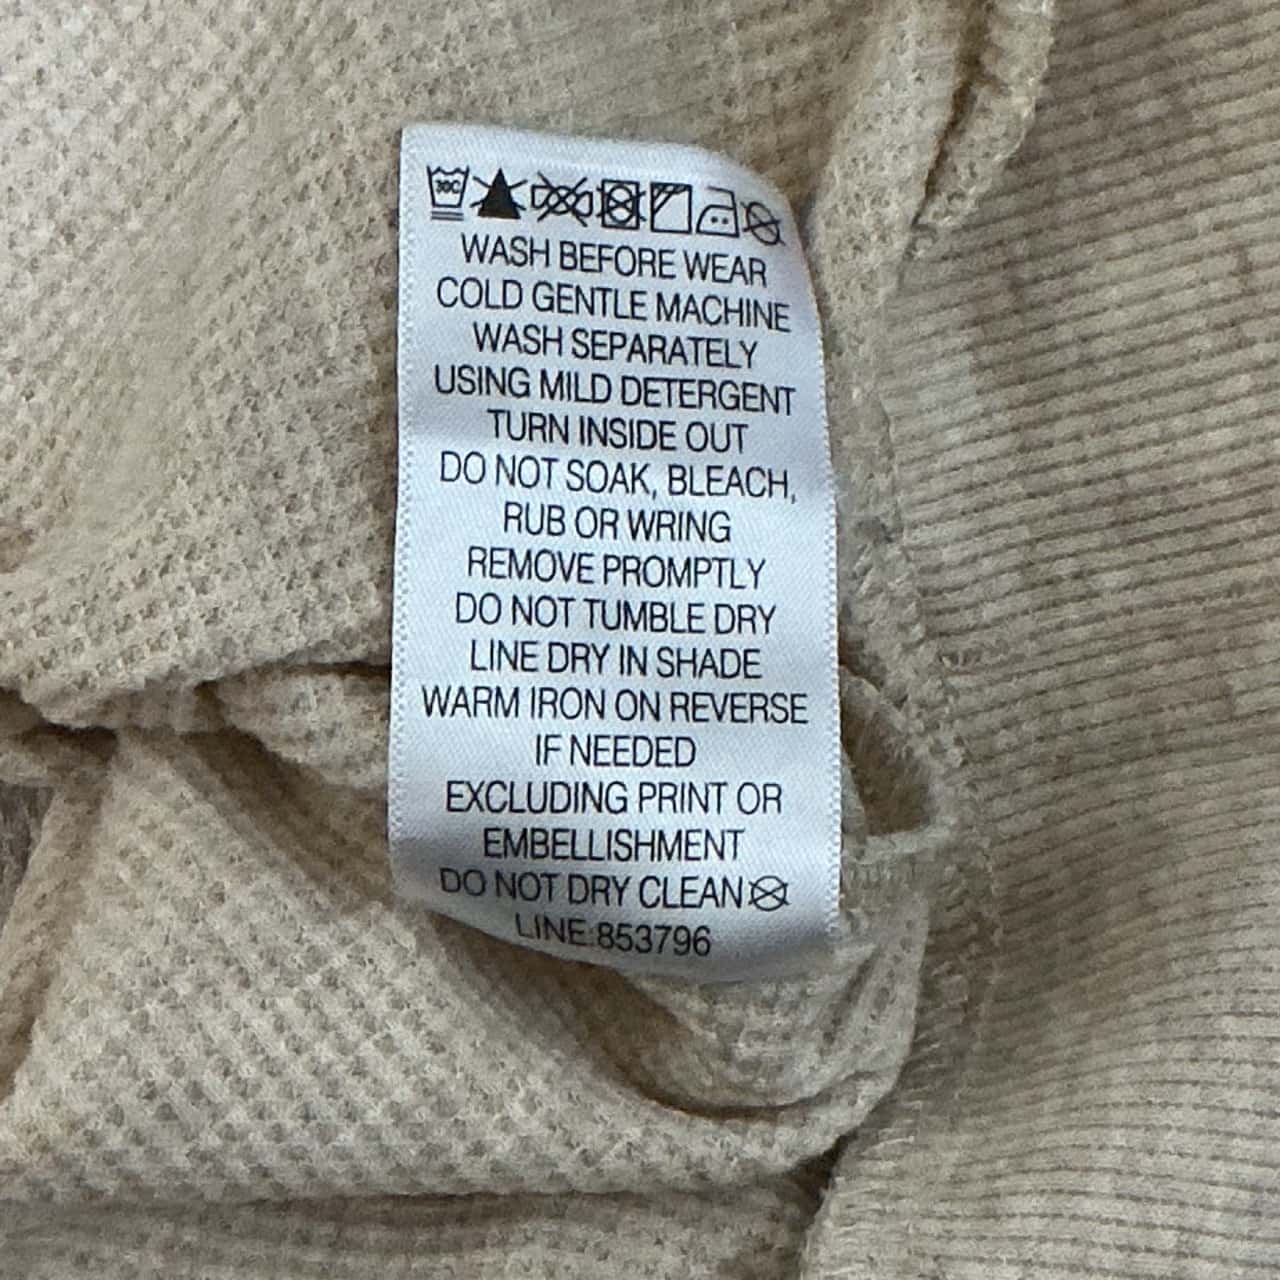 30C
WASH BEFORE WEAR
COLD GENTLE MACHINE
WASH SEPARATELY
USING MILD DETERGENT
TURN INSIDE OUT
DO NOT SOAK, BLEACH,
RUB OR WRING
REMOVE PROMPTLY
DO NOT TUMBLE DRY
LINE DRY IN SHADE
WARM IRON ON REVERSE
IF NEEDED
EXCLUDING PRINT OR
EMBELLISHMENT
DO NOT DRY CLEAN
LINE:853796